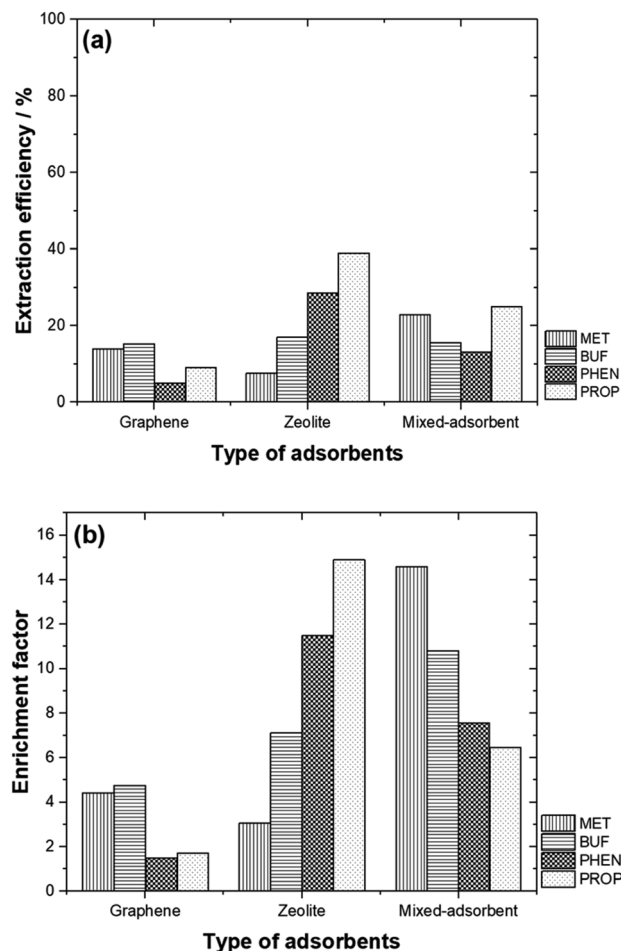 (a)
Extraction efficiency / %
100
80
60
40
20
0
Graphene Zeolite Mixed-adsorbent
Type of adsorbents
MET
BUF
PHEN
PROP
(b)
Enrichment factor
16
14
12
10
8
6
4
2
0
Graphene Zeolite Mixed-adsorbent
Type of adsorbents
MET
BUF
PHEN
PROP